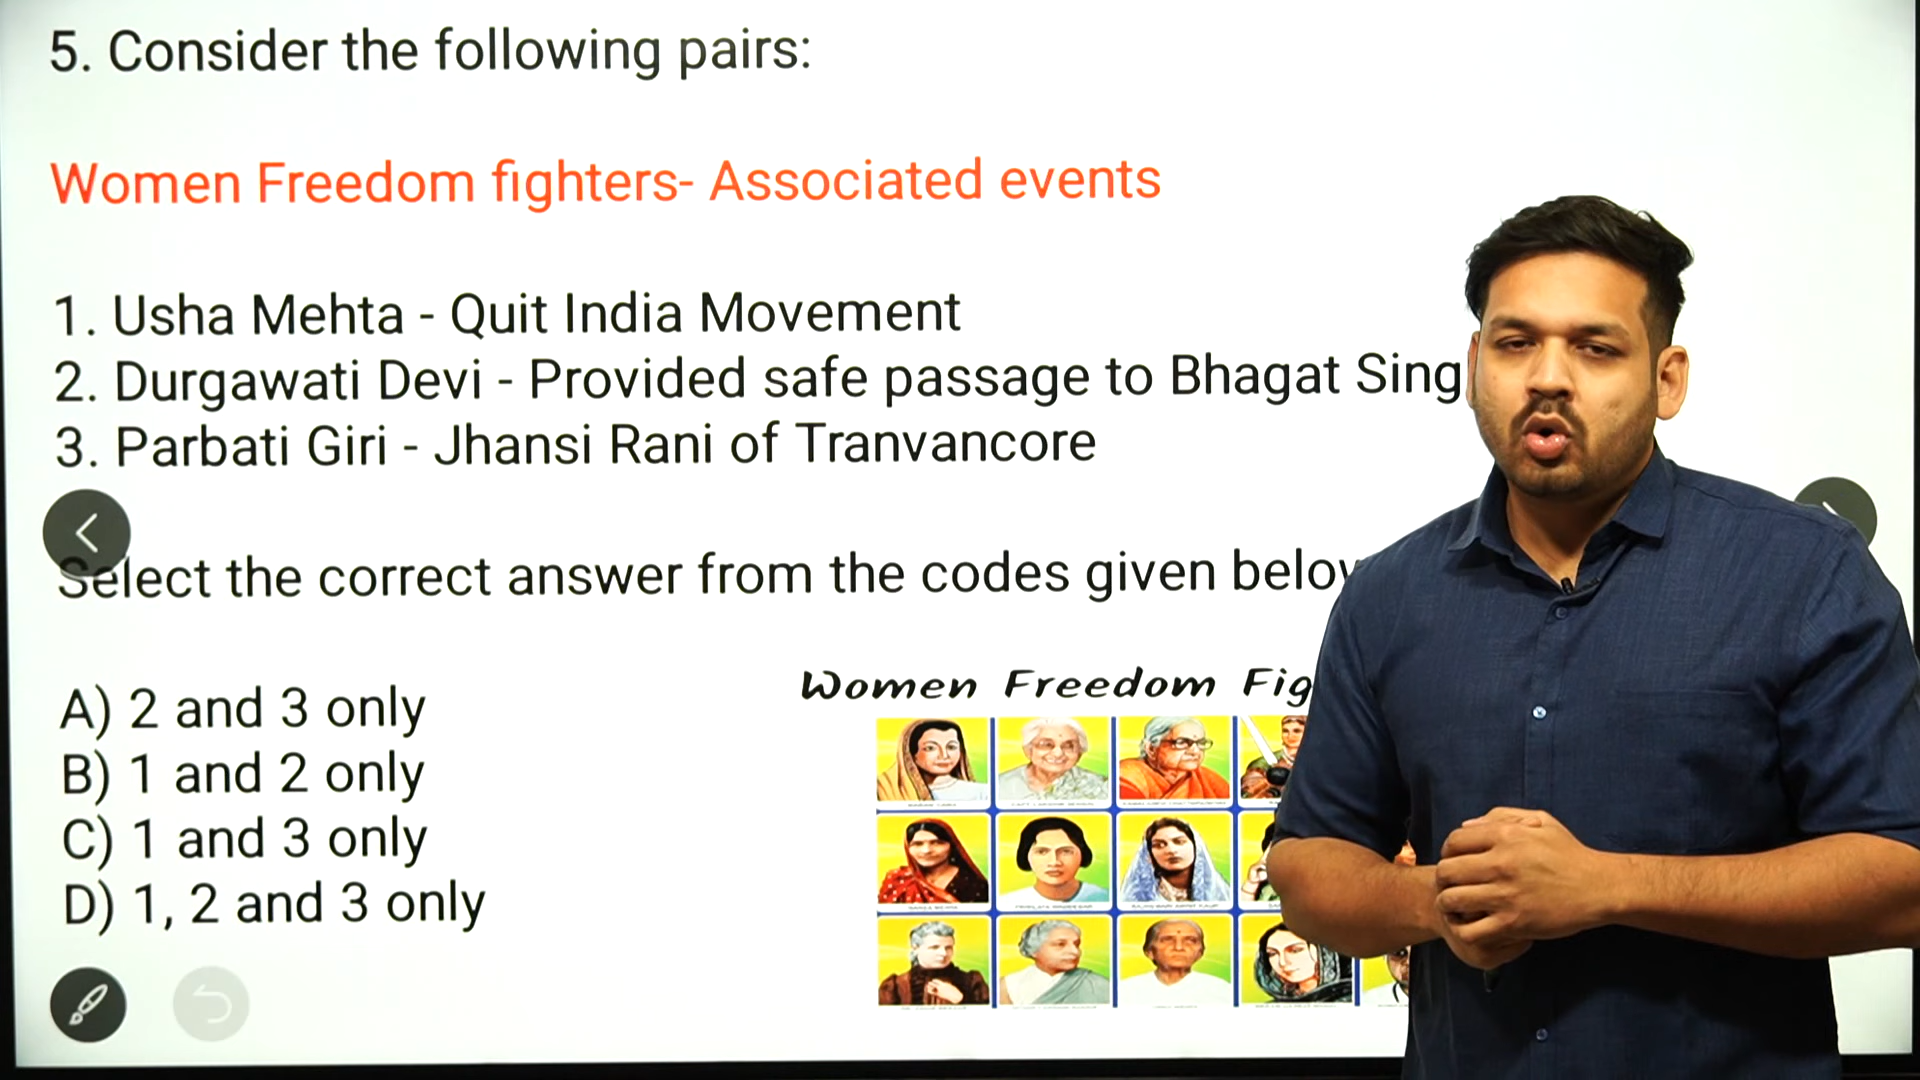 5. Consider the following pairs:
Women Freedom fighters- Associated events
1. Usha Mehta - Quit India Movement
2. Durgawati Devi - Provided safe passage to Bhagat Sing
3. Parbati Giri - Jhansi Rani of Tranvancore
Select the correct answer from the codes given below
Women Freedom Fig
A) 2 and 3 only
B) 1 and 2 only
C) 1 and 3 only
D) 1, 2 and 3 only